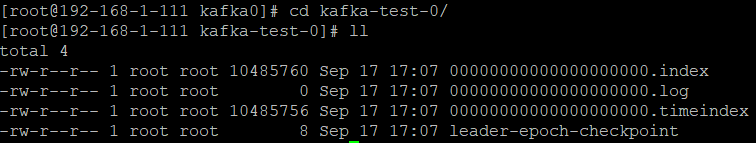 [root@192-168-1-111 kafka0]# cd kafka-test-0/
[root@192-168-1-111 kafka-test-0]# ll
total 4
-rw-r--r-- 1 root root 10485760 Sep 17 17:07 00000000000000000000.index
-rw-r--r-- 1 root root        0 Sep 17 17:07 00000000000000000000.log
-rw-r--r-- 1 root root 10485756 Sep 17 17:07 00000000000000000000.timeindex
-rw-r--r-- 1 root root        8 Sep 17 17:07 leader-epoch-checkpoint